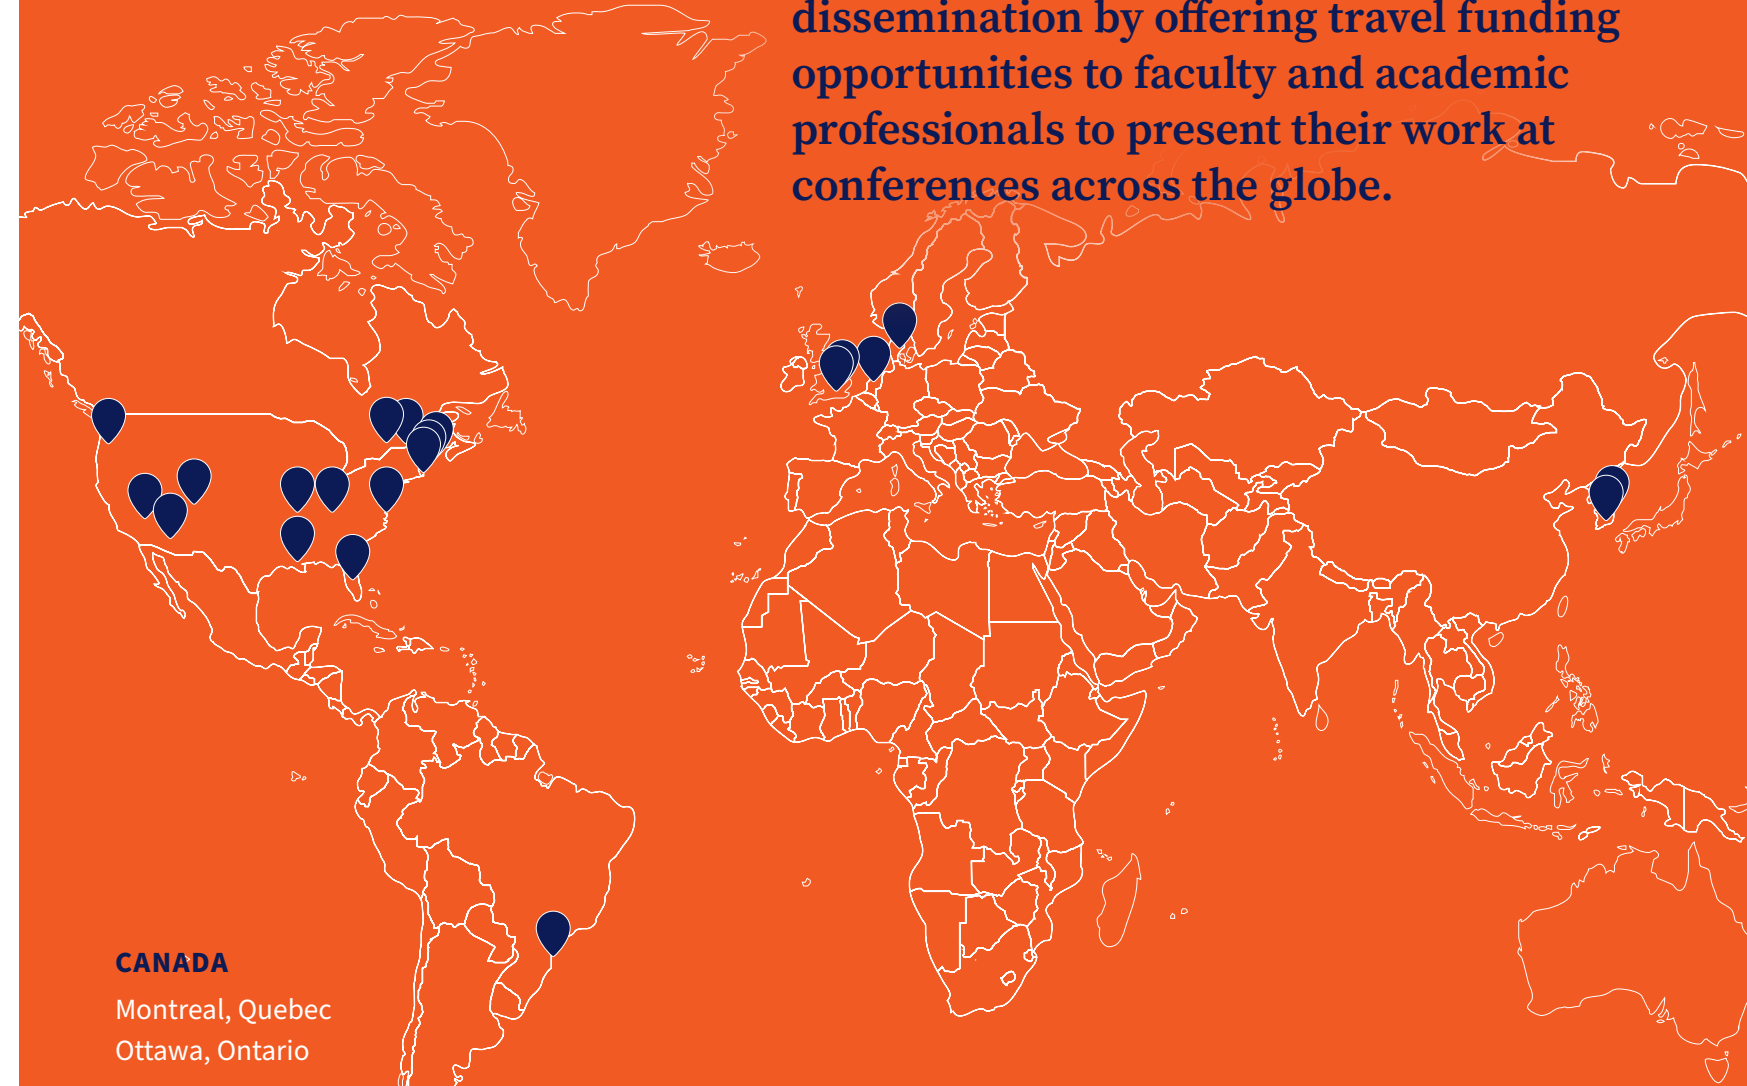 dissemination by offering travel funding
opportunities to faculty and academic
professionals to present their work at
conferences across the globe.
CANADA
Montreal, Quebec
Ottawa, Ontario